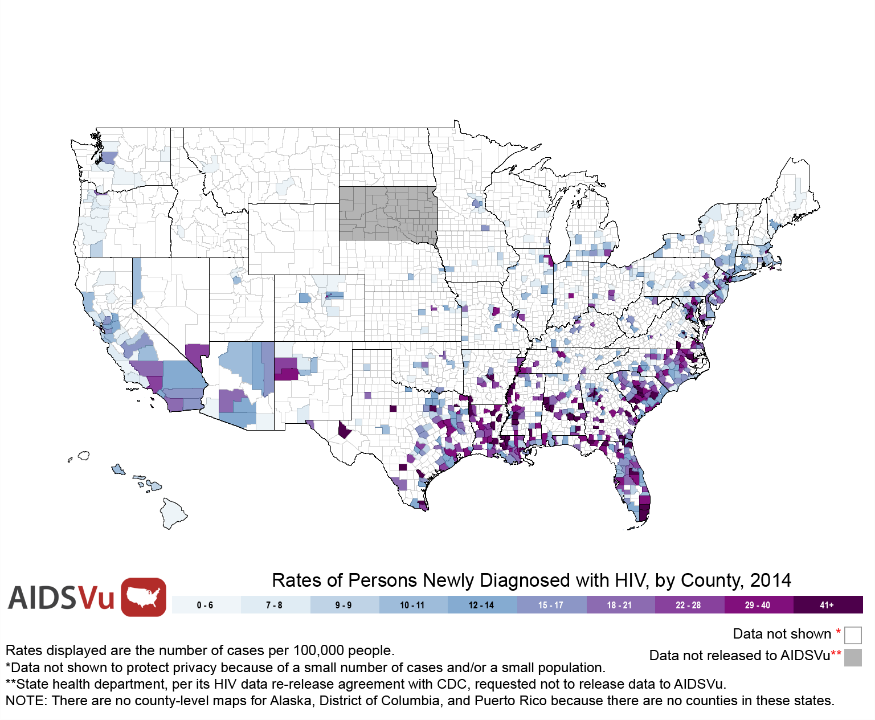 AIDSVu
Rates of Persons Newly Diagnosed with HIV, by County, 2014
0 - 6 7 - 8 9 - 9 10 - 11 12 - 14 15 - 17 18 - 21 22 - 28 29 - 40 41+
Data not shown *
Data not released to AIDSVu**
Rates displayed are the number of cases per 100,000 people.
*Data not shown to protect privacy because of a small number of cases and/or a small population.
**State health department, per its HIV data re-release agreement with CDC, requested not to release data to AIDSVu.
NOTE: There are no county-level maps for Alaska, District of Columbia, and Puerto Rico because there are no counties in these states.